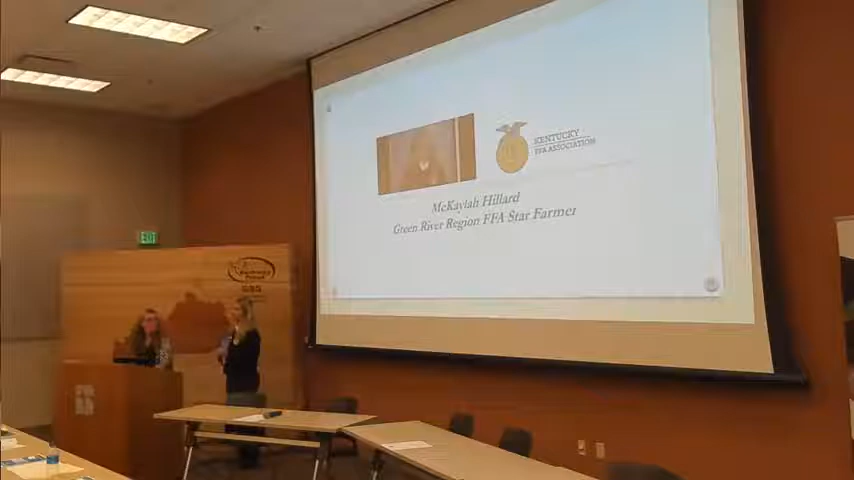 KENTUCKY
FFA ASSOCIATION
McKaylah Hillard
Green River Region FFA Star Farmer
EXIT